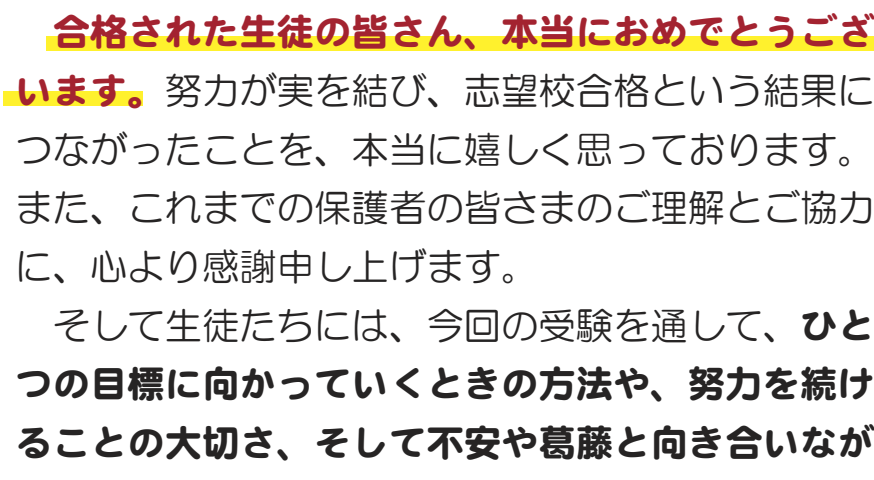 合格された生徒の皆さん、本当におめでとうござ
います。努力が実を結び、志望校合格という結果に
つながったことを、本当に嬉しく思っております。
また、これまでの保護者の皆さまのご理解とご協力
に、心より感謝申し上げます。
　そして生徒たちには、今回の受験を通して、ひと
つの目標に向かっていくときの方法や、努力を続け
ることの大切さ、そして不安や葛藤と向き合いなが